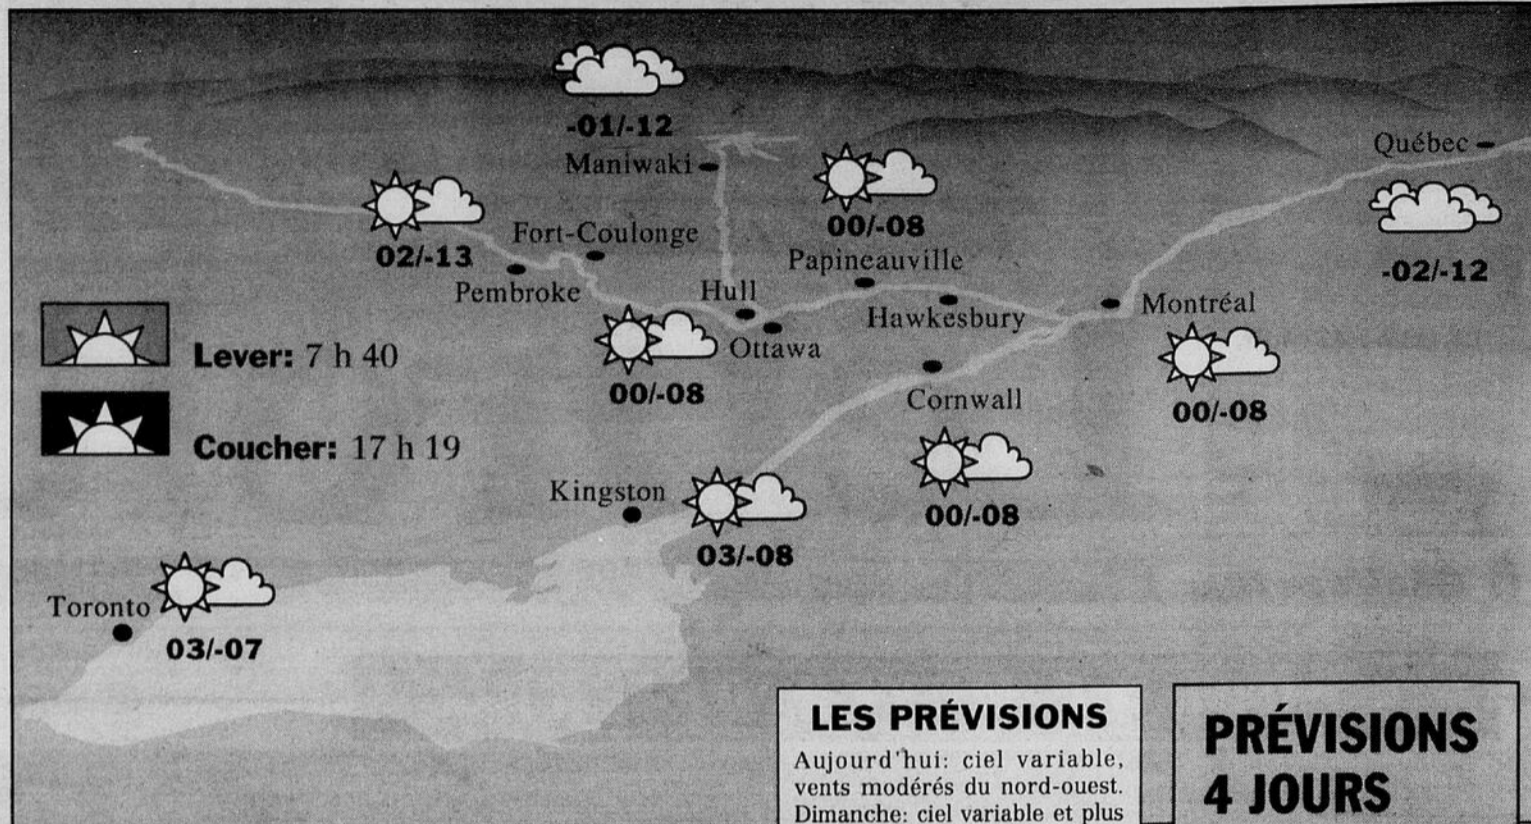 -01/-12
Maniwaki
Québec
-02/-12
00/-08
Papineauville
02/-13
Fort-Coulonge
Pembroke
Hull
Ottawa
Hawkesbury
Montréal
00/-08
00/-08
Cornwall
00/-08
Lever: 7 h 40
Coucher: 17 h 19
Kingston
03/-08
Toronto
03/-07
LES PRÉVISIONS
Aujourd'hui: ciel variable,
vents modérés du nord-ouest.
Dimanche: ciel variable et plus
PRÉVISIONS
4 JOURS